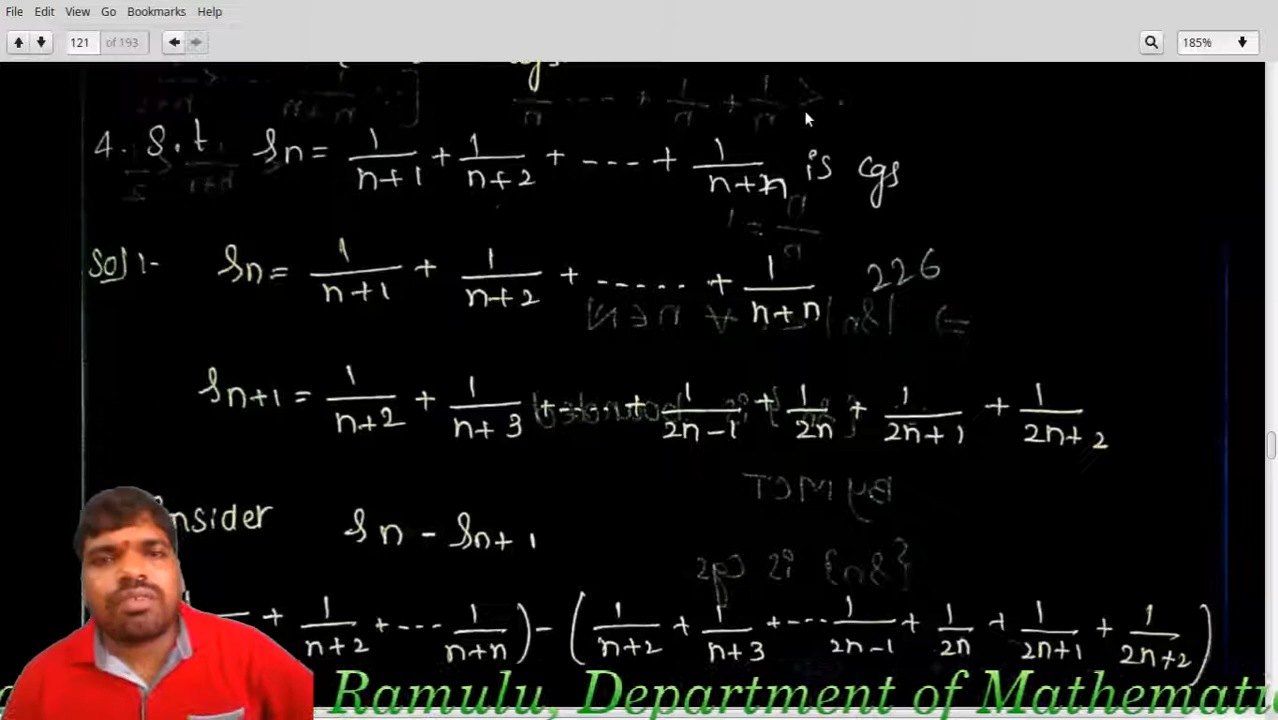 File Edit View Go Bookmarks Help
121 of 193 185%
4. S.t Sn = 1/(n+1) + 1/(n+2) + ---- + 1/(n+n) is cgs
Sol:- Sn = 1/(n+1) + 1/(n+2) + ...... + 1/(n+n) 226
Sn+1 = 1/(n+2) + 1/(n+3) + --- + 1/(2n-1) + 1/2n + 1/(2n+1) + 1/(2n+2)
nsider Sn - Sn+1
+ 1/(n+2) + --- 1/(n+n)) - (1/(n+2) + 1/(n+3) + --- 1/(2n-1) + 1/2n + 1/(2n+1) + 1/(2n+2))
Ramulu, Department of Mathemati